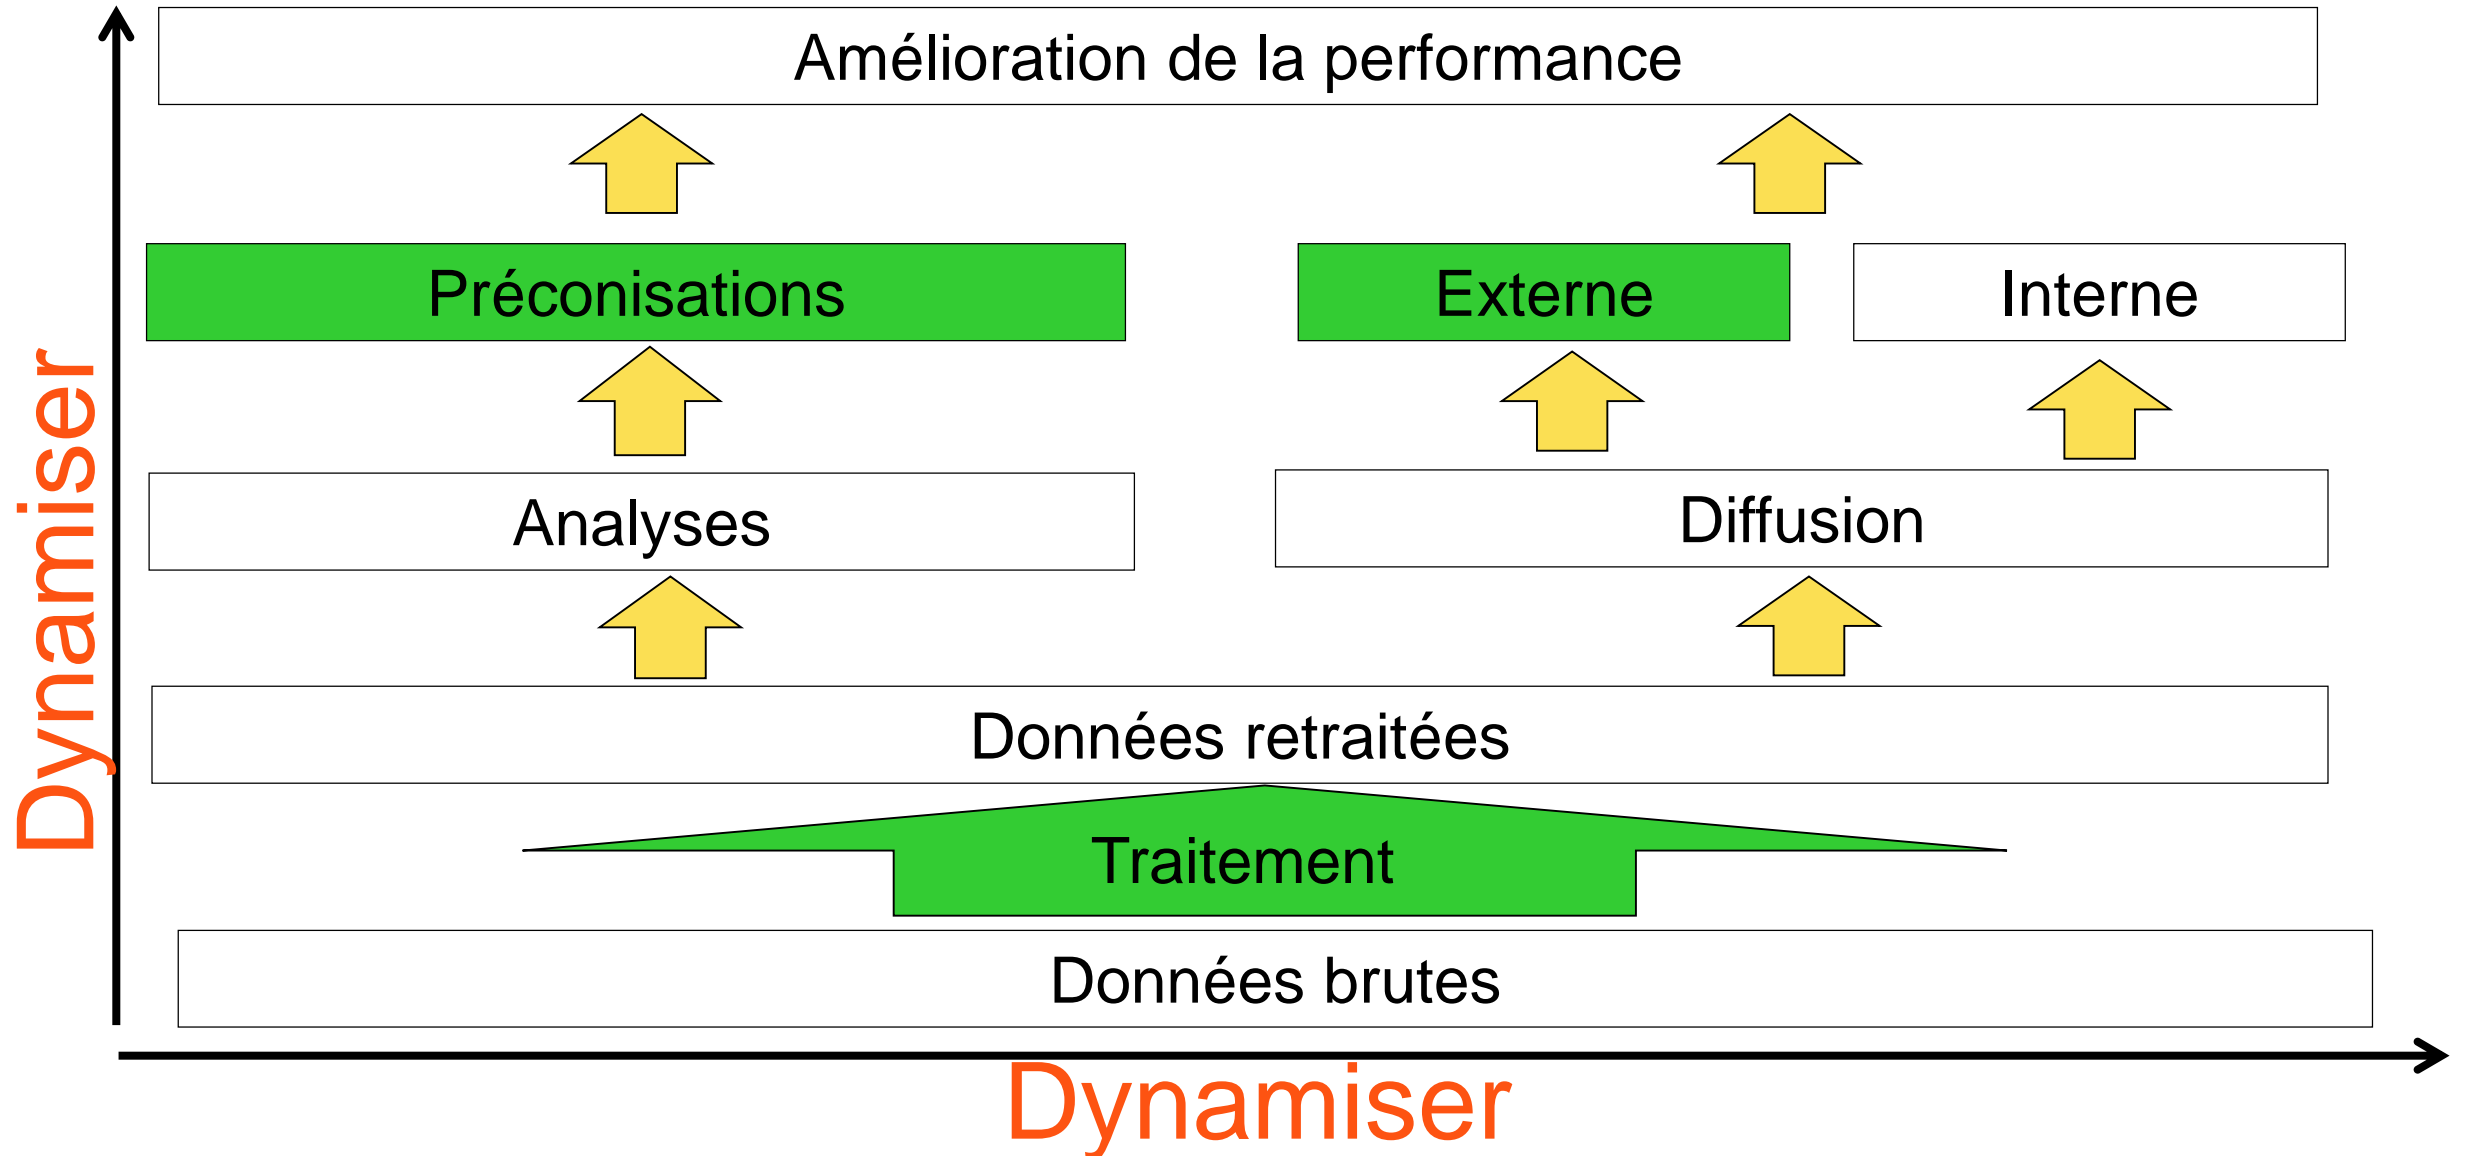 Amélioration de la performance
Préconisations
Externe
Interne
Dynamiser
Analyses
Diffusion
Données retraitées
Traitement
Données brutes
Dynamiser